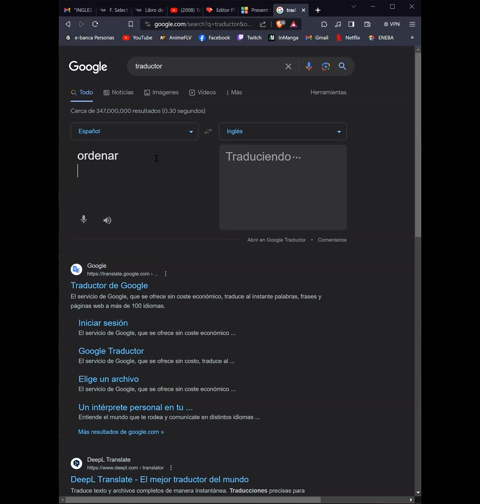 "INGLÉS
F. Select
Libro di
(2008) Te
Editor P
Present
trad
google.com/search?q=traductor&o...
VPN
e-banca Personas
YouTube
AnimeFLV
Facebook
Twitch
InManga
Gmail
Netflix
ENEBA
»
Google
traductor
Todo
Noticias
Imágenes
Videos
Más
Herramientas
Cerca de 347,000,000 resultados (0.30 segundos)
Español
Inglés
ordenar
Traduciendo...
Abrir en Google Traductor • Comentarios
Google
https://translate.google.com › ...
Traductor de Google
El servicio de Google, que se ofrece sin coste económico, traduce al instante palabras, frases y
páginas web a más de 100 idiomas.
Iniciar sesión
El servicio de Google, que se ofrece sin coste económico ...
Google Traductor
El servicio de Google, que se ofrece sin costo, traduce al ...
Elige un archivo
El servicio de Google, que se ofrece sin coste económico ...
Un intérprete personal en tu ...
Entiende el mundo que te rodea y comunícate en distintos idiomas ...
Más resultados de google.com »
DeepL Translate
https://www.deepl.com › translator
DeepL Translate - El mejor traductor del mundo
Traduce texto y archivos completos de manera instantánea. Traducciones precisas para